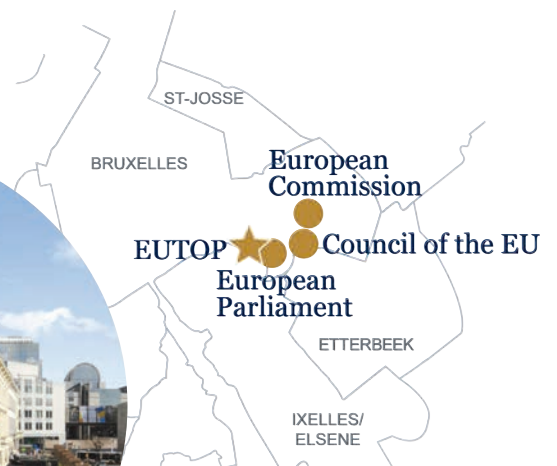 ST-JOSSE
BRUXELLES
European
Commission
EUTOP
Council of the EU
European
Parliament
ETTERBEEK
IXELLES/
ELSENE